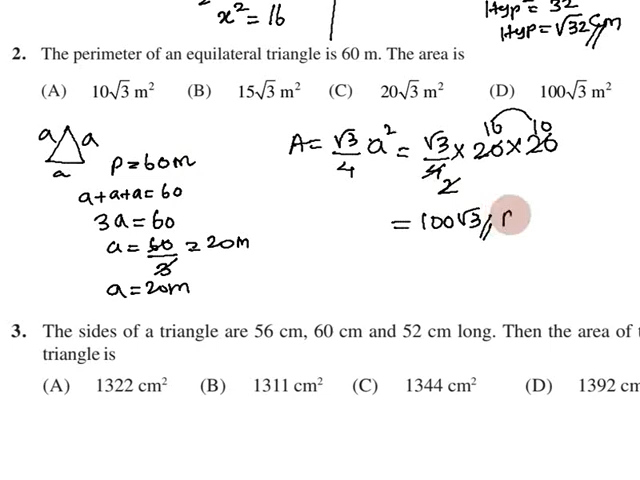 x² = 16
Hyp = 32
Hyp = √32 cm
2. The perimeter of an equilateral triangle is 60 m. The area is
(A) 10√3 m² (B) 15√3 m² (C) 20√3 m² (D) 100√3 m²
a a
a
P = 60m
a+a+a = 60
3a = 60
a = 60/3 = 20m
a = 20m
A = √3/4 a² = √3/4 × 20 × 20
10 10
2
= 100√3
3. The sides of a triangle are 56 cm, 60 cm and 52 cm long. Then the area of
triangle is
(A) 1322 cm² (B) 1311 cm² (C) 1344 cm² (D) 1392 cm